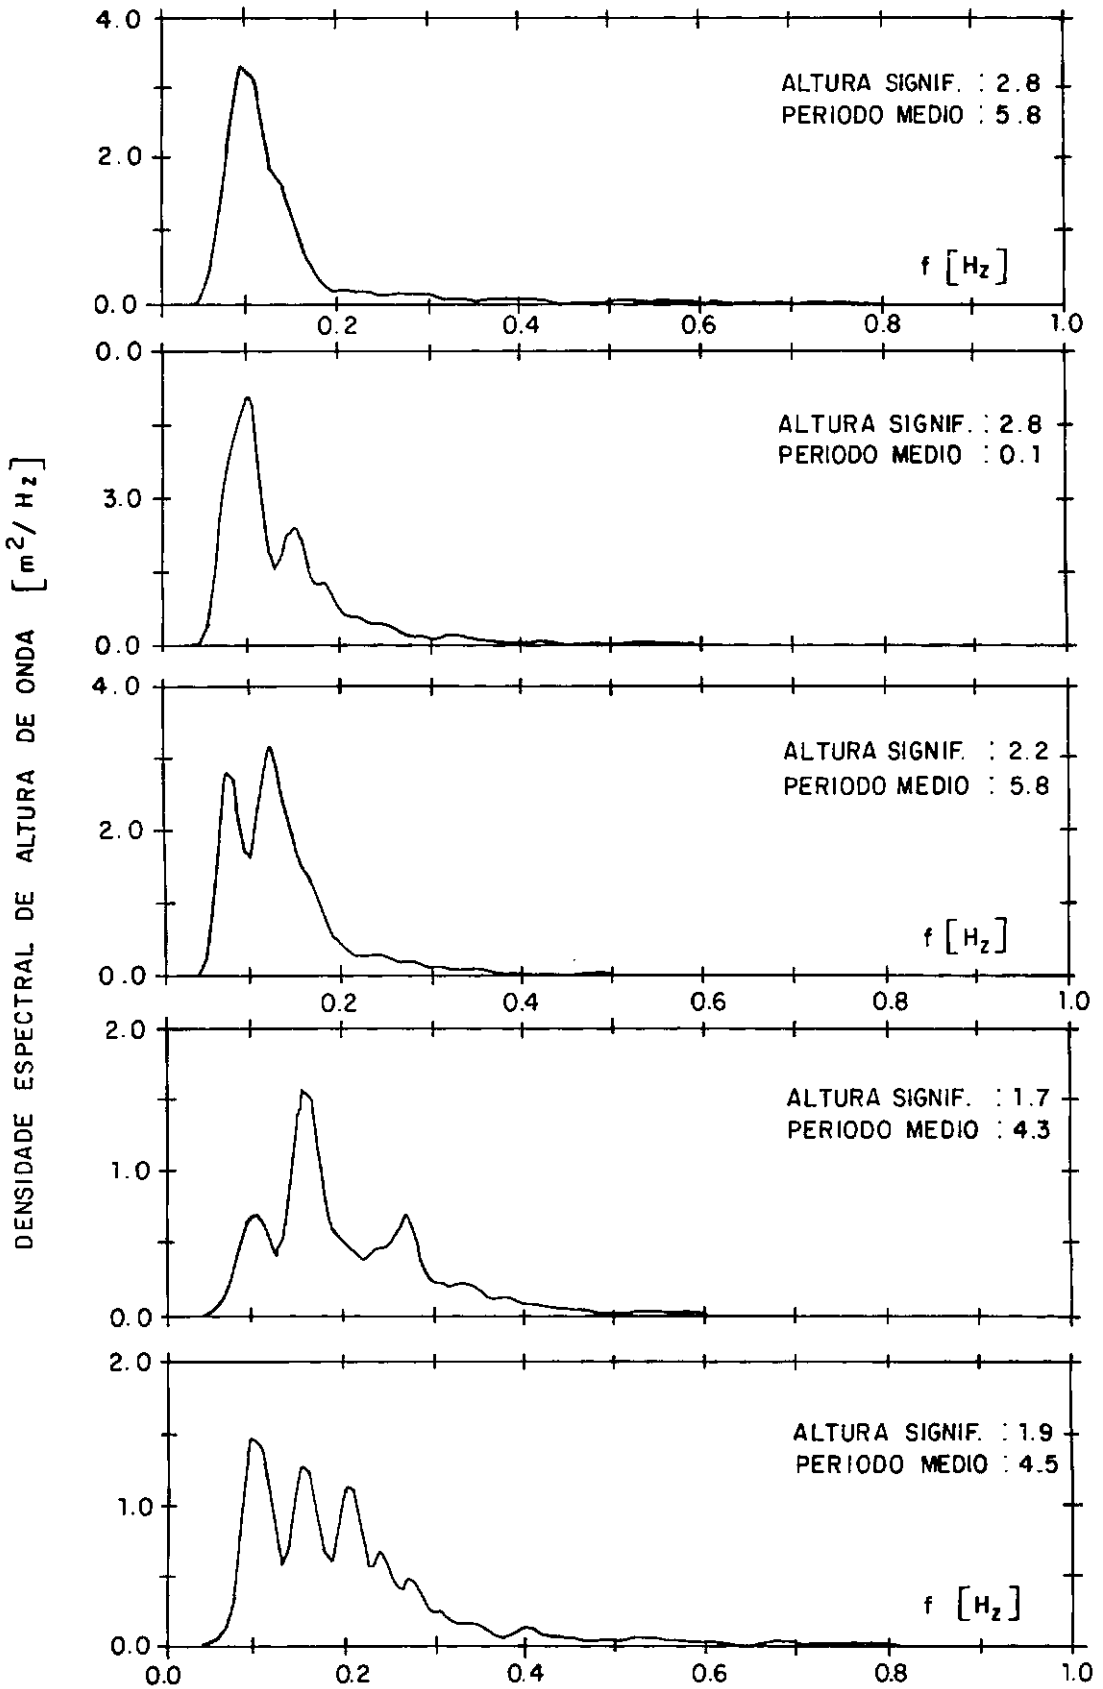 DENSIDADE ESPECTRAL DE ALTURA DE ONDA [m²/Hz]
4.0
ALTURA SIGNIF. : 2.8
PERIODO MEDIO : 5.8
2.0
f [Hz]
0.0
0.2 0.4 0.6 0.8 1.0
0.0
ALTURA SIGNIF. : 2.8
PERIODO MEDIO : 0.1
3.0
0.0
4.0
ALTURA SIGNIF. : 2.2
PERIODO MEDIO : 5.8
2.0
f [Hz]
0.0
0.2 0.4 0.6 0.8 1.0
2.0
ALTURA SIGNIF. : 1.7
PERIODO MEDIO : 4.3
1.0
0.0
2.0
ALTURA SIGNIF. : 1.9
PERIODO MEDIO : 4.5
1.0
f [Hz]
0.0
0.0 0.2 0.4 0.6 0.8 1.0